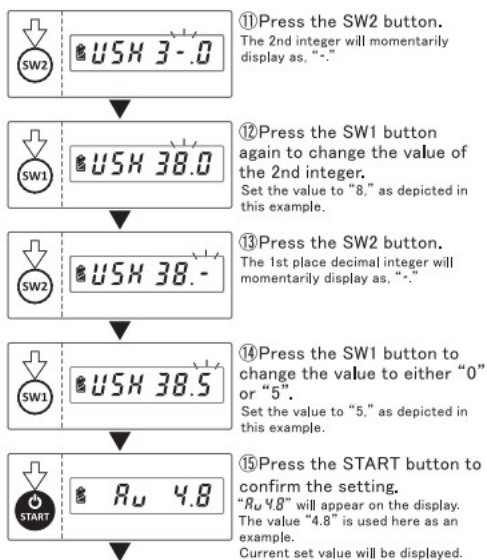 SW2
USH 3-.0
⑪Press the SW2 button.
The 2nd integer will momentarily
display as, "-."
SW1
USH 38.0
⑫Press the SW1 button
again to change the value of
the 2nd integer.
Set the value to "8," as depicted in
this example.
SW2
USH 38.-
⑬Press the SW2 button.
The 1st place decimal integer will
momentarily display as, "-."
SW1
USH 38.5
⑭Press the SW1 button to
change the value to either "0"
or "5".
Set the value to "5," as depicted in
this example.
START
Au 4.8
⑮Press the START button to
confirm the setting.
"Au 4.8" will appear on the display.
The value "4.8" is used here as an
example.
Current set value will be displayed.